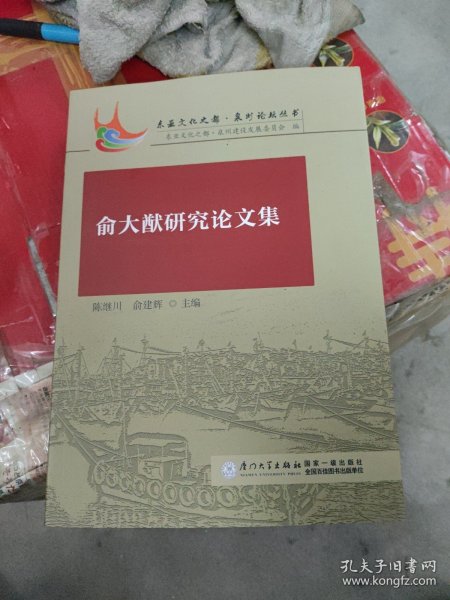 东亚文化之都·泉州论坛丛书
东亚文化之都·泉州建设发展委员会 编
俞大猷研究论文集
陈继川 俞建辉 ◎ 主编
厦门大学出版社 国家一级出版社
XIAMEN UNIVERSITY PRESS 全国百佳图书出版单位
孔夫子旧书网
www.kongfz.com